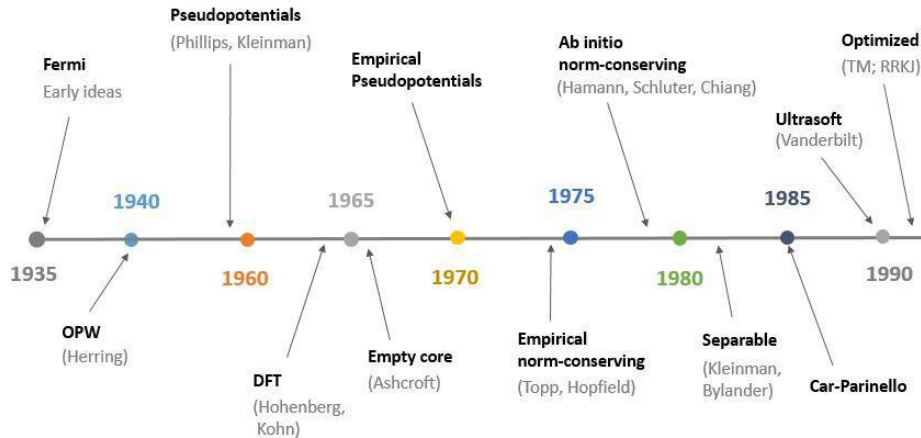 Pseudopotentials
(Phillips, Kleinman)
Fermi
Early ideas
Empirical
Pseudopotentials
Ab initio
norm-conserving
(Hamann, Schluter, Chiang)
Optimized
(TM; RRKJ)
Ultrasoft
(Vanderbilt)
1940
1965
1975
1985
1935
1960
1970
1980
1990
OPW
(Herring)
DFT
(Hohenberg,
Kohn)
Empty core
(Ashcroft)
Empirical
norm-conserving
(Topp, Hopfield)
Separable
(Kleinman,
Bylander)
Car-Parinello